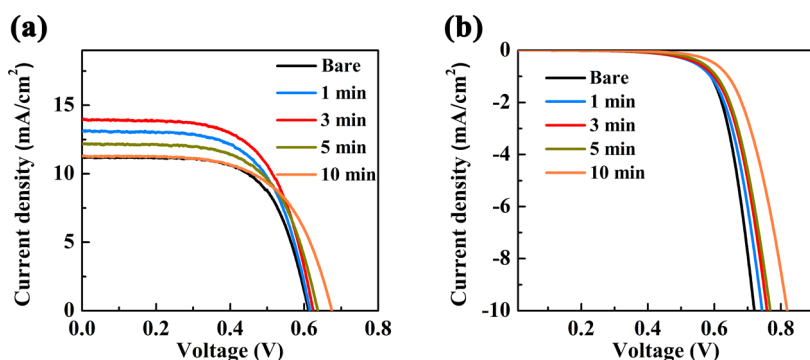 (a)
Current density (mA/cm²)
15
10
5
0
0.0 0.2 0.4 0.6 0.8
Voltage (V)
Bare
1 min
3 min
5 min
10 min
(b)
Current density (mA/cm²)
0
-2
-4
-6
-8
-10
0.2 0.4 0.6 0.8
Voltage (V)
Bare
1 min
3 min
5 min
10 min